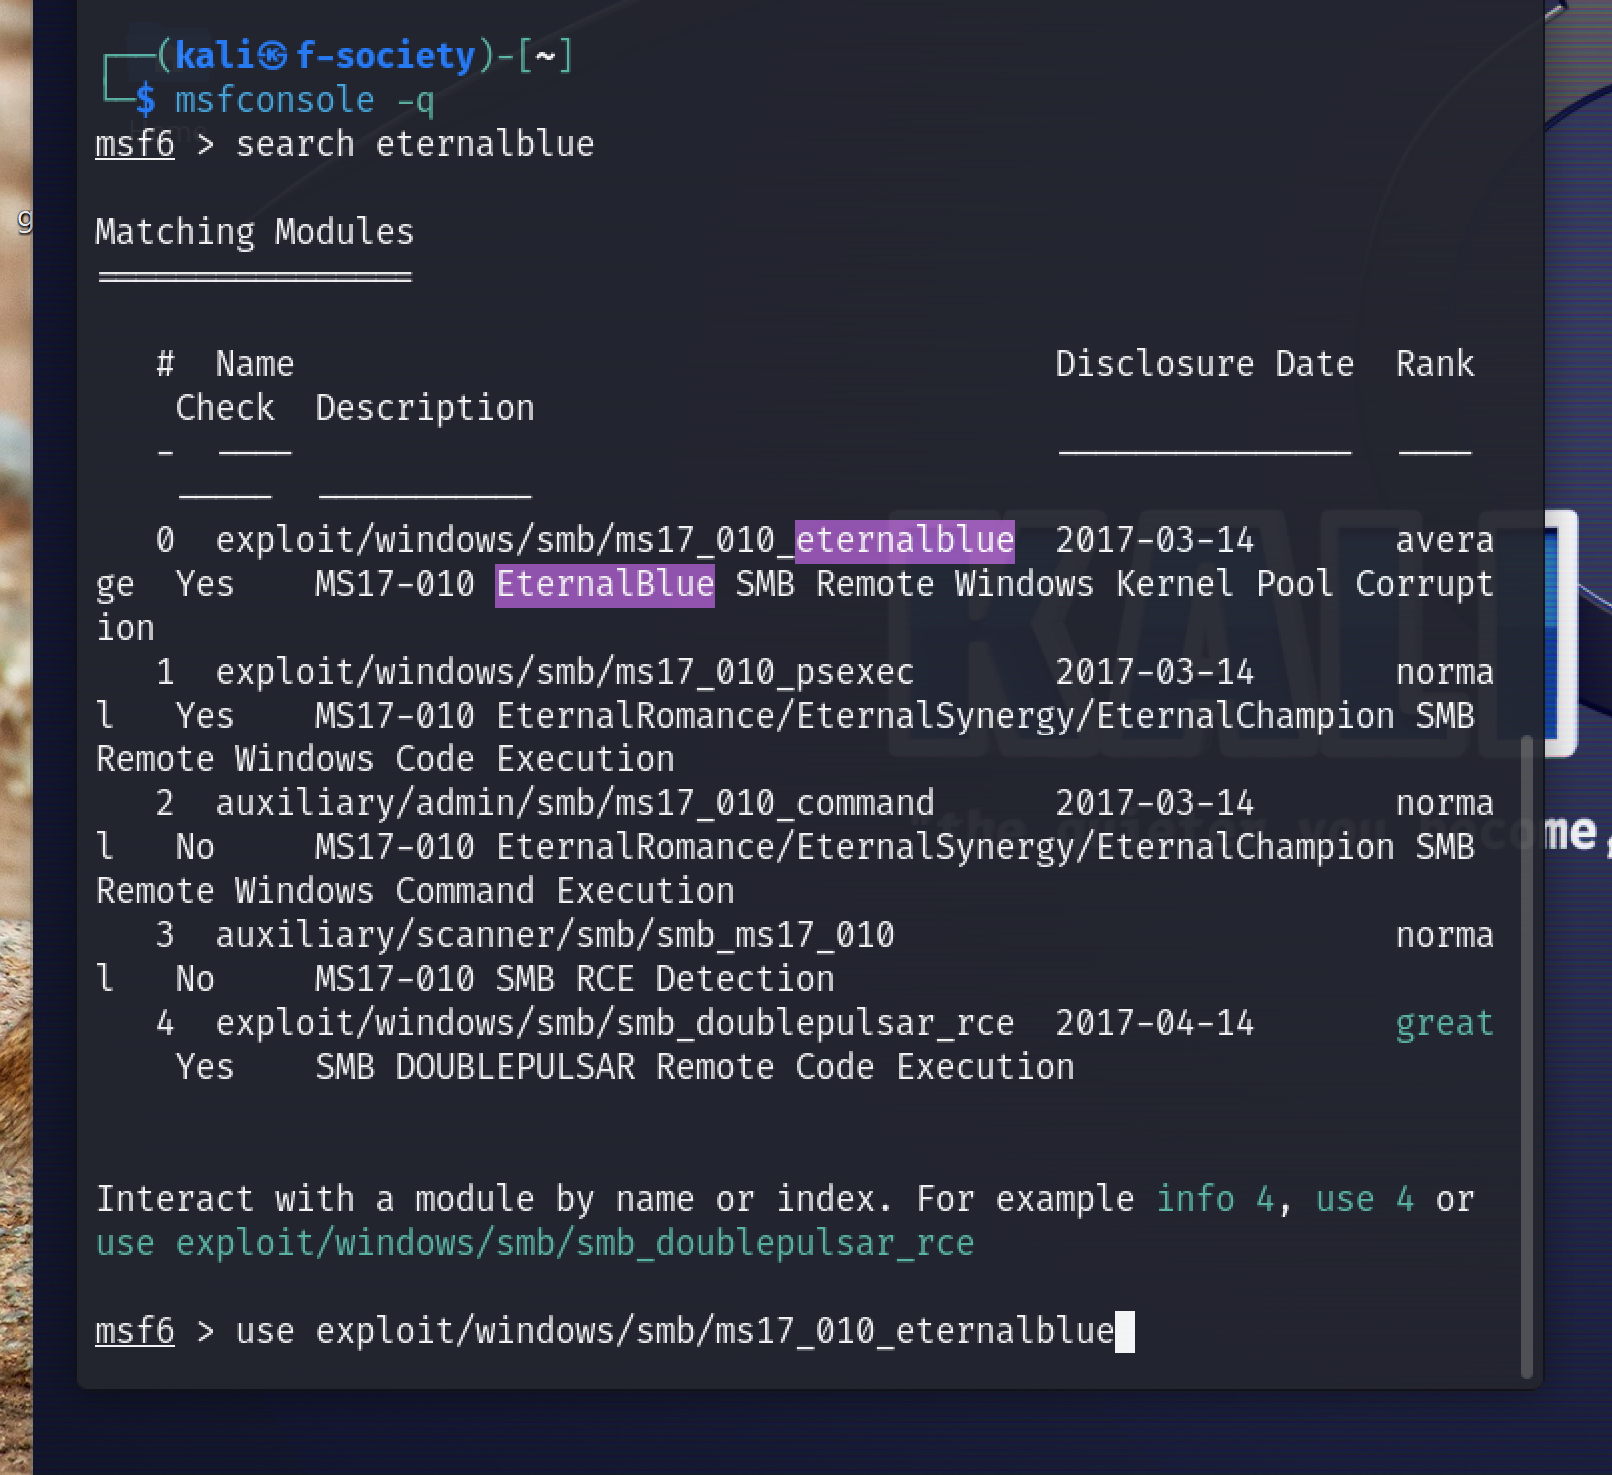 ┌──(kali㉿f-society)-[~]
└─$ msfconsole -q
msf6 > search eternalblue
Matching Modules
================
# Name Disclosure Date Rank
Check Description
- ---- --------------- ----
----- -----------
0 exploit/windows/smb/ms17_010_eternalblue 2017-03-14 avera
ge Yes MS17-010 EternalBlue SMB Remote Windows Kernel Pool Corrupt
ion
1 exploit/windows/smb/ms17_010_psexec 2017-03-14 norma
l Yes MS17-010 EternalRomance/EternalSynergy/EternalChampion SMB
Remote Windows Code Execution
2 auxiliary/admin/smb/ms17_010_command 2017-03-14 norma
l No MS17-010 EternalRomance/EternalSynergy/EternalChampion SMB
Remote Windows Command Execution
3 auxiliary/scanner/smb/smb_ms17_010 norma
l No MS17-010 SMB RCE Detection
4 exploit/windows/smb/smb_doublepulsar_rce 2017-04-14 great
Yes SMB DOUBLEPULSAR Remote Code Execution
Interact with a module by name or index. For example info 4, use 4 or
use exploit/windows/smb/smb_doublepulsar_rce
msf6 > use exploit/windows/smb/ms17_010_eternalblue
Home
g
KALI
"the quieter you become,